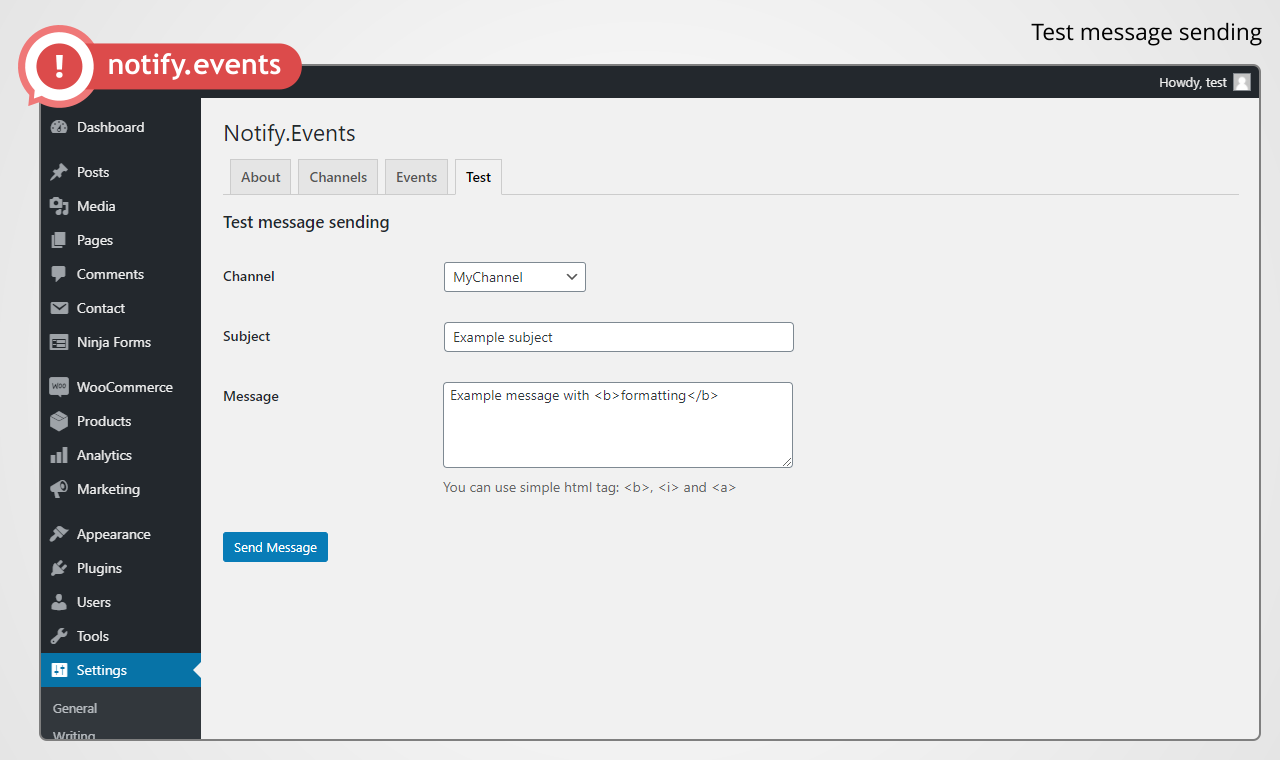 Test message sending
!
notify.events
Howdy, test
Dashboard
Posts
Media
Pages
Comments
Contact
Ninja Forms
WOO
WooCommerce
Products
Analytics
Marketing
Appearance
Plugins
Users
Tools
Settings
General
Writing
Notify.Events
About Channels Events Test
Test message sending
Channel MyChannel
Subject Example subject
Message Example message with <b>formatting</b>
You can use simple html tag: <b>, <i> and <a>
Send Message